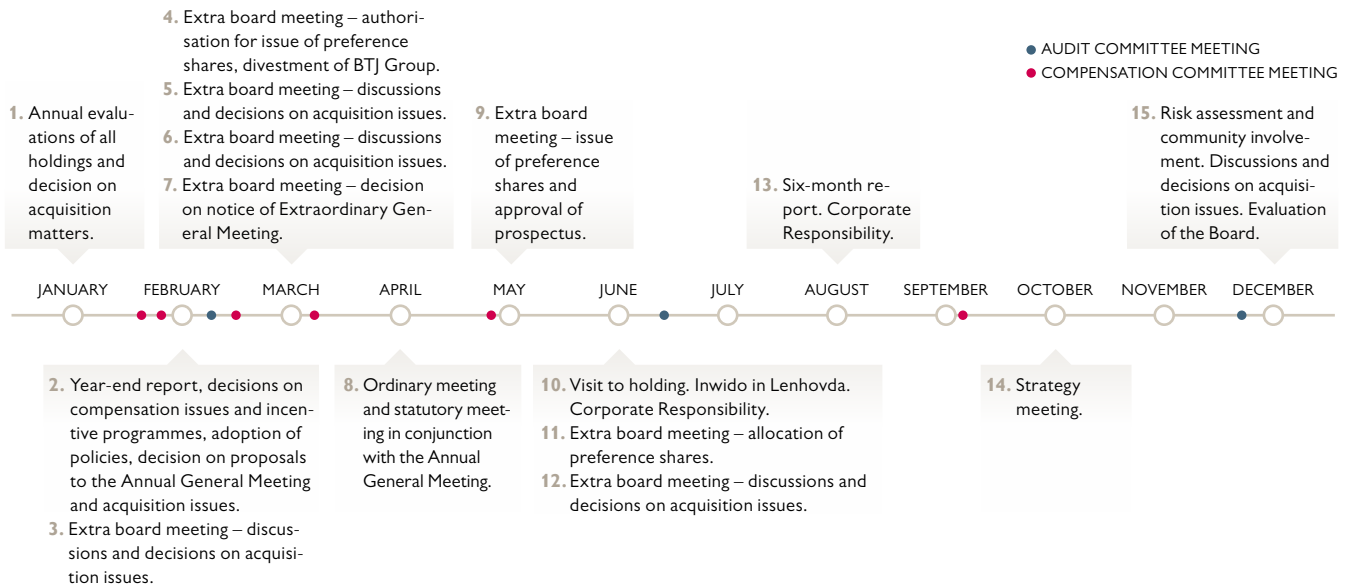 4. Extra board meeting – authori-
sation for issue of preference
shares, divestment of BTJ Group.
5. Extra board meeting – discussions
and decisions on acquisition issues.
6. Extra board meeting – discussions
and decisions on acquisition issues.
7. Extra board meeting – decision
on notice of Extraordinary Gen-
eral Meeting.
AUDIT COMMITTEE MEETING
COMPENSATION COMMITTEE MEETING
1. Annual evalu-
ations of all
holdings and
decision on
acquisition
matters.
9. Extra board
meeting – issue
of preference
shares and
approval of
prospectus.
13. Six-month re-
port. Corporate
Responsibility.
15. Risk assessment and
community involve-
ment. Discussions and
decisions on acquisi-
tion issues. Evaluation
of the Board.
JANUARY FEBRUARY MARCH APRIL MAY JUNE JULY AUGUST SEPTEMBER OCTOBER NOVEMBER DECEMBER
2. Year-end report, decisions on
compensation issues and incen-
tive programmes, adoption of
policies, decision on proposals
to the Annual General Meeting
and acquisition issues.
3. Extra board meeting – discus-
sions and decisions on acquisi-
tion issues.
8. Ordinary meeting
and statutory meet-
ing in conjunction
with the Annual
General Meeting.
10. Visit to holding. Inwido in Lenhovda.
Corporate Responsibility.
11. Extra board meeting – allocation of
preference shares.
12. Extra board meeting – discussions and
decisions on acquisition issues.
14. Strategy
meeting.